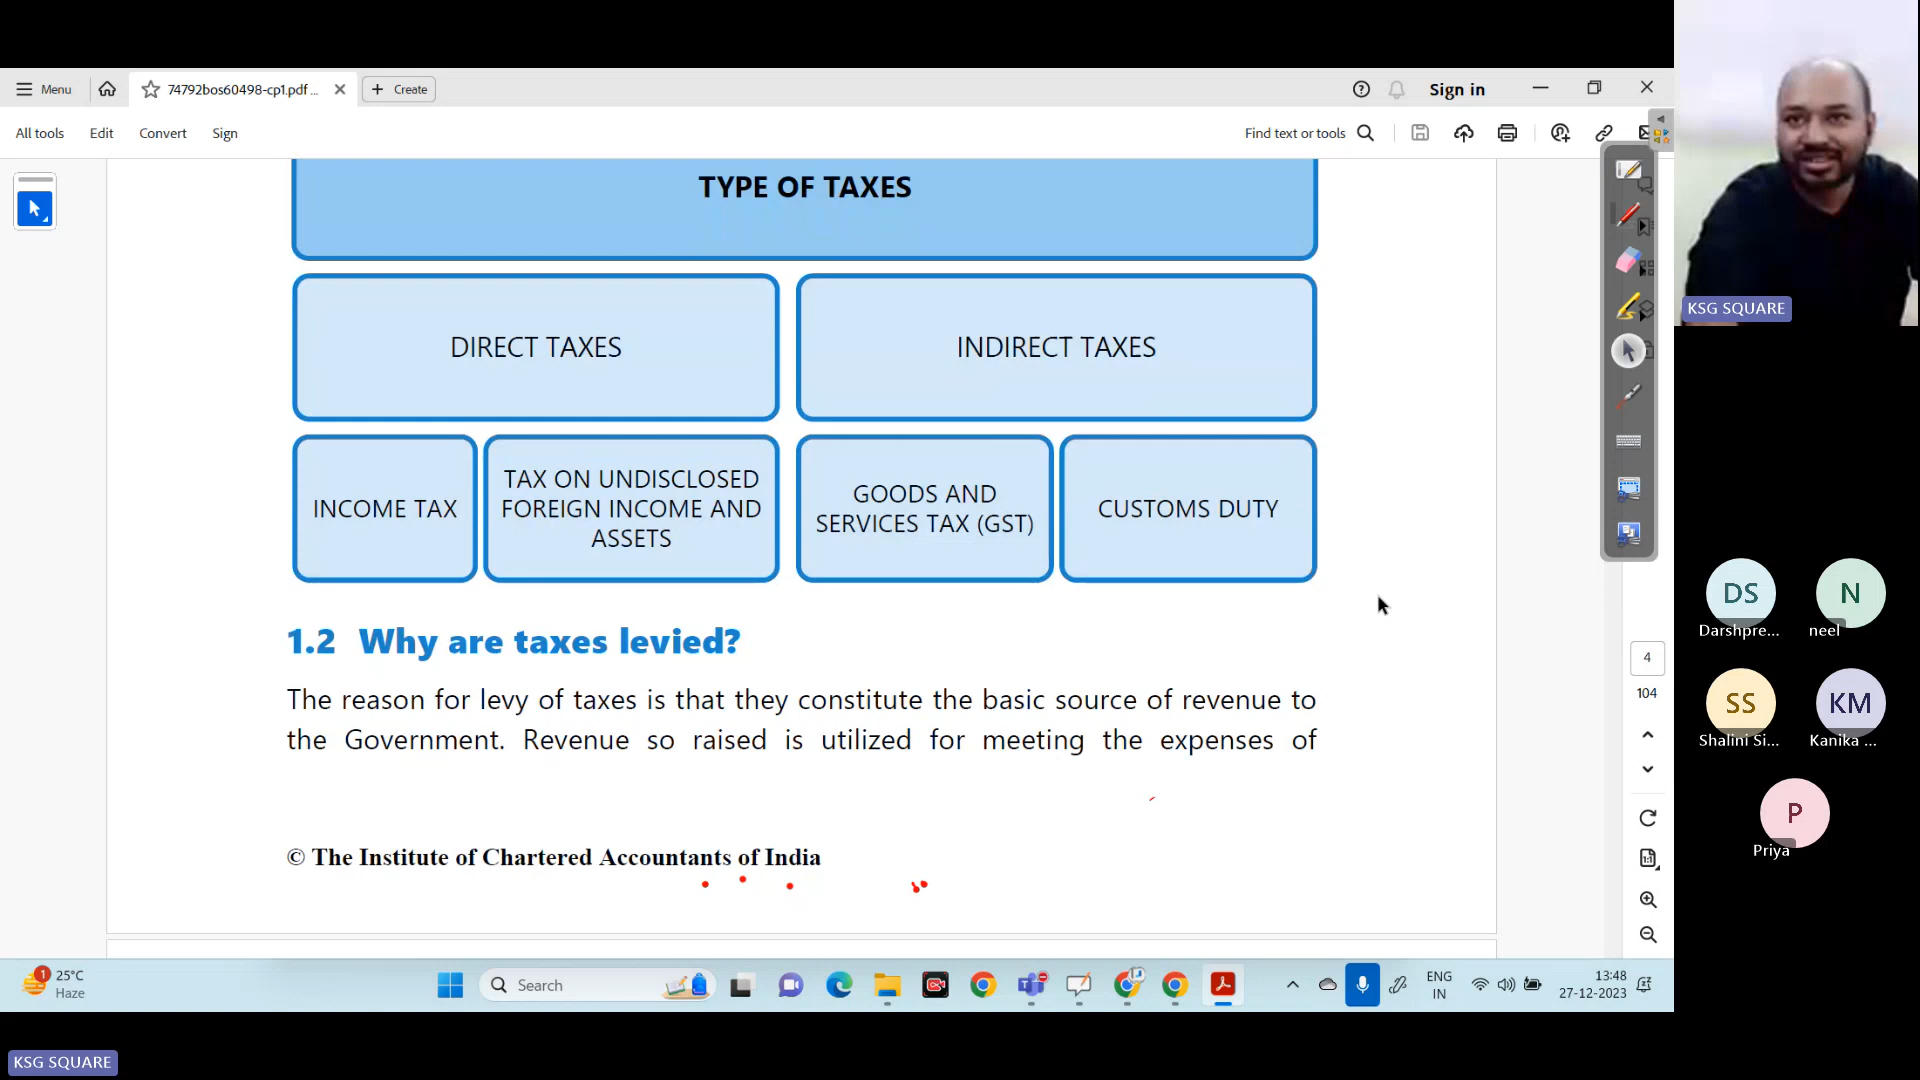 Menu
74792bos60498-cp1.pdf ...
Create
Sign in
All tools
Edit
Convert
Sign
Find text or tools
TYPE OF TAXES
DIRECT TAXES
INDIRECT TAXES
INCOME TAX
TAX ON UNDISCLOSED
FOREIGN INCOME AND
ASSETS
GOODS AND
SERVICES TAX (GST)
CUSTOMS DUTY
1.2 Why are taxes levied?
The reason for levy of taxes is that they constitute the basic source of revenue to
the Government. Revenue so raised is utilized for meeting the expenses of
© The Institute of Chartered Accountants of India
4
104
1:1
KSG SQUARE
DS
Darshpre...
N
neel
SS
Shalini Si...
KM
Kanika ...
P
Priya
1
25°C
Haze
Search
ENG
IN
13:48
27-12-2023
KSG SQUARE